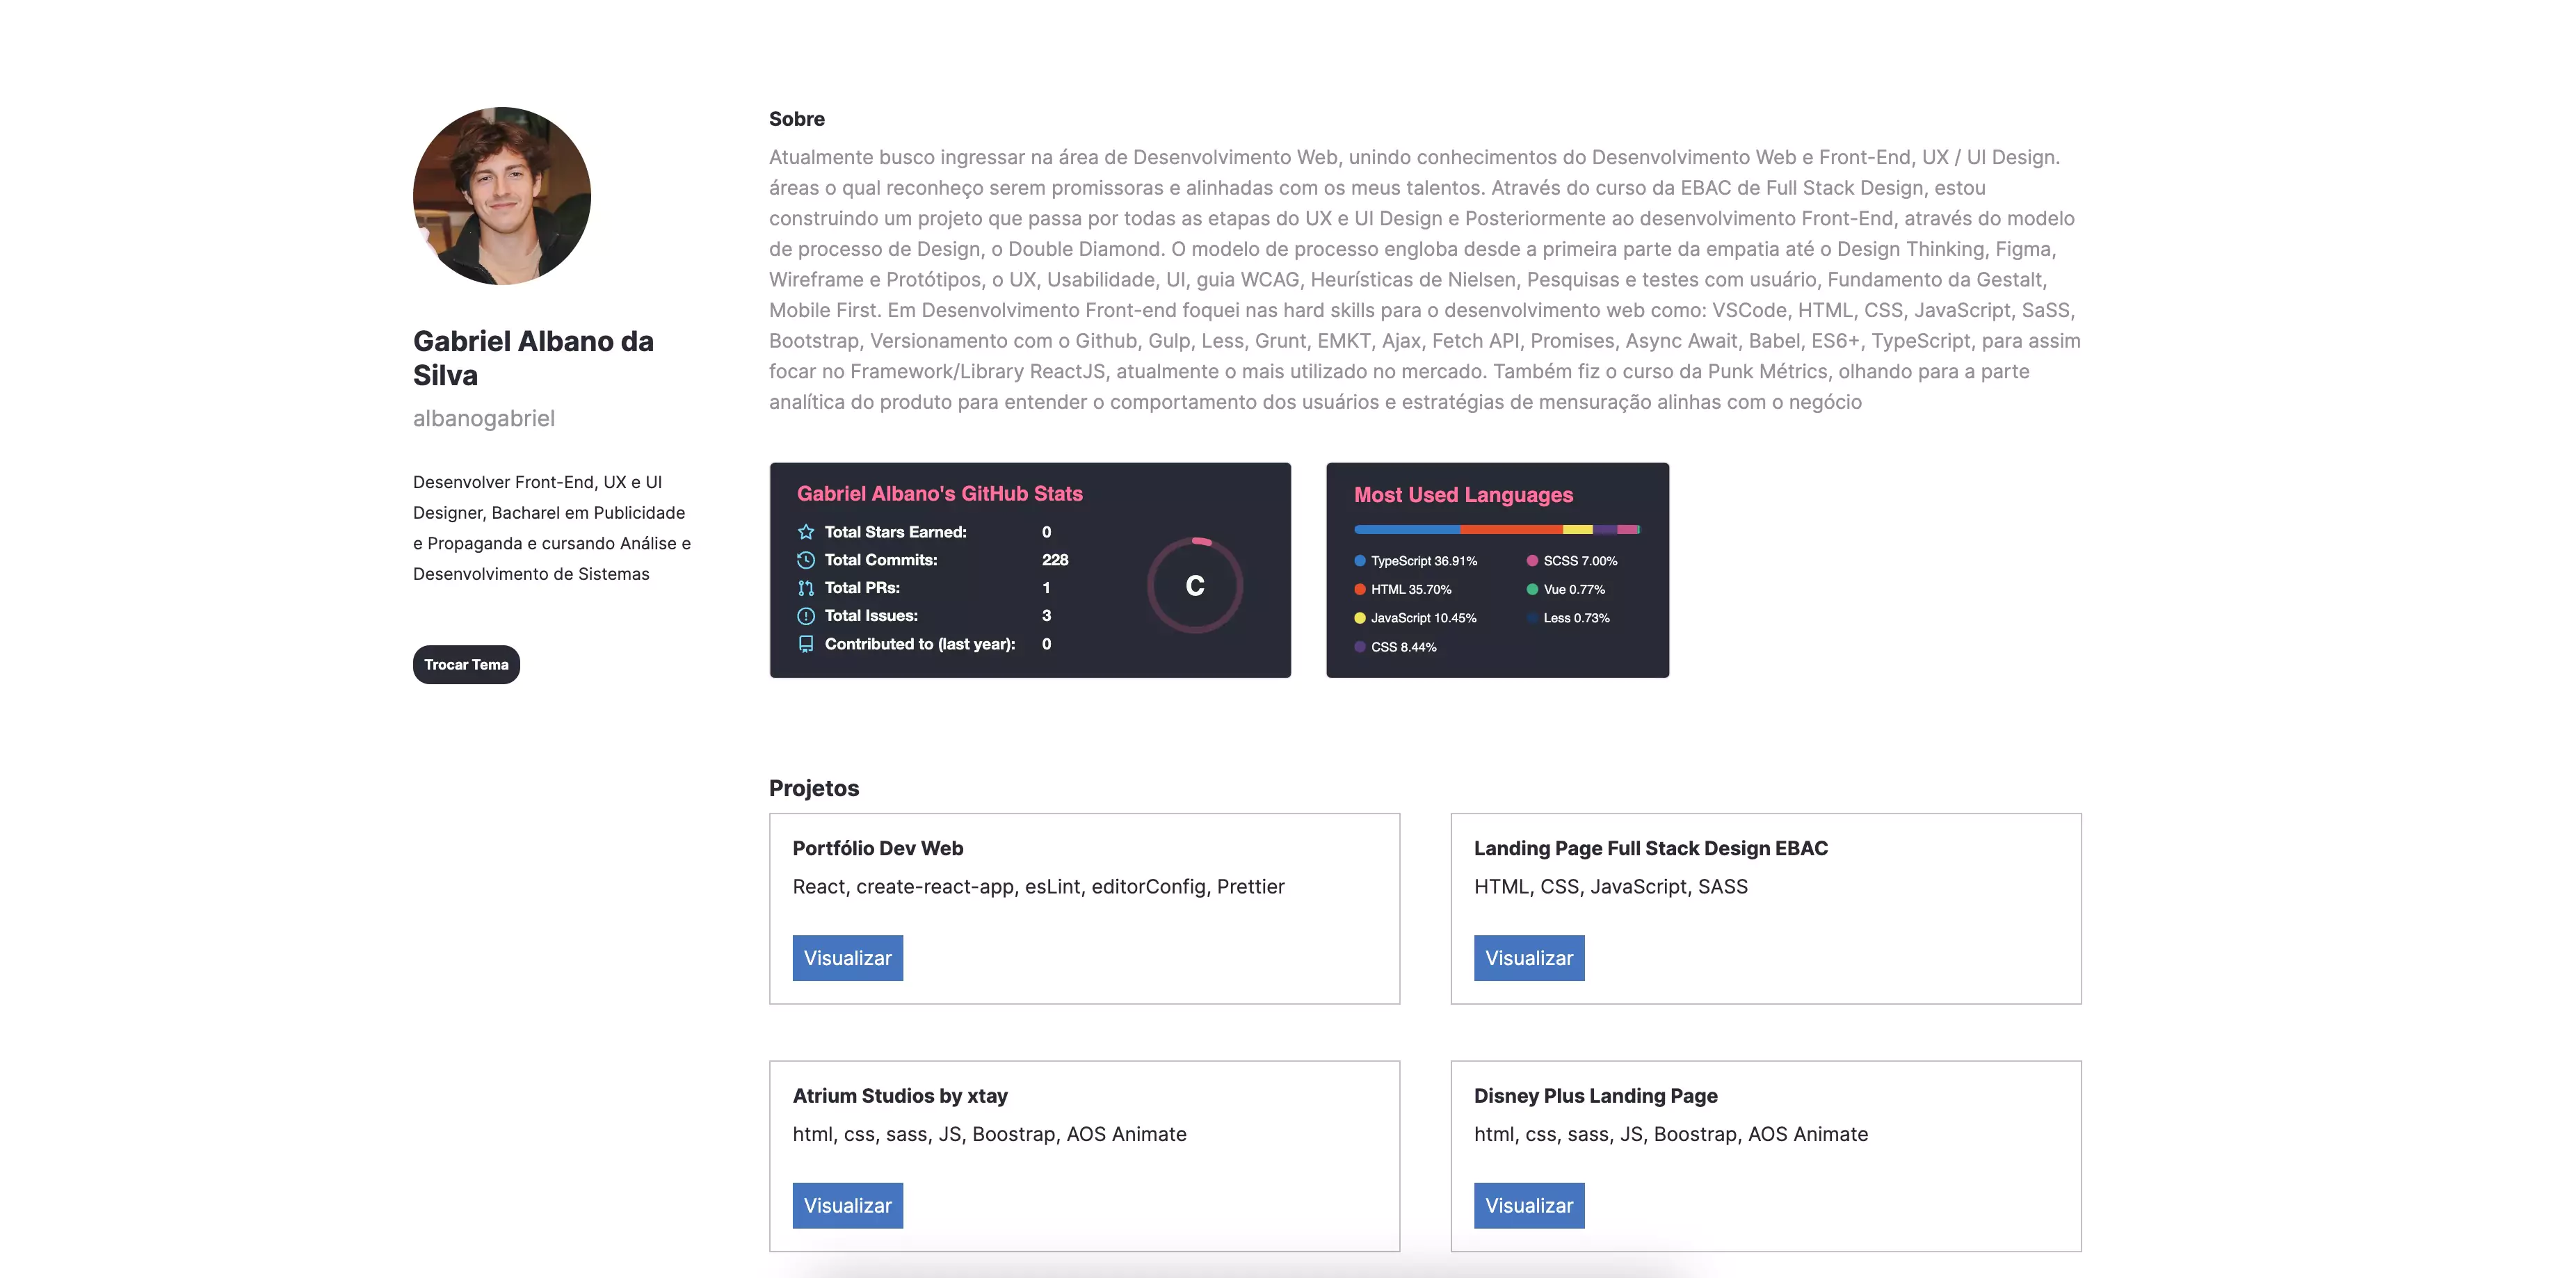 Gabriel Albano da
Silva
albanogabriel
Desenvolver Front-End, UX e UI
Designer, Bacharel em Publicidade
e Propaganda e cursando Análise e
Desenvolvimento de Sistemas
Trocar Tema
Sobre
Atualmente busco ingressar na área de Desenvolvimento Web, unindo conhecimentos do Desenvolvimento Web e Front-End, UX / UI Design.
áreas o qual reconheço serem promissoras e alinhadas com os meus talentos. Através do curso da EBAC de Full Stack Design, estou
construindo um projeto que passa por todas as etapas do UX e UI Design e Posteriormente ao desenvolvimento Front-End, através do modelo
de processo de Design, o Double Diamond. O modelo de processo engloba desde a primeira parte da empatia até o Design Thinking, Figma,
Wireframe e Protótipos, o UX, Usabilidade, UI, guia WCAG, Heurísticas de Nielsen, Pesquisas e testes com usuário, Fundamento da Gestalt,
Mobile First. Em Desenvolvimento Front-end foquei nas hard skills para o desenvolvimento web como: VSCode, HTML, CSS, JavaScript, SaSS,
Bootstrap, Versionamento com o Github, Gulp, Less, Grunt, EMKT, Ajax, Fetch API, Promises, Async Await, Babel, ES6+, TypeScript, para assim
focar no Framework/Library ReactJS, atualmente o mais utilizado no mercado. Também fiz o curso da Punk Métrics, olhando para a parte
analítica do produto para entender o comportamento dos usuários e estratégias de mensuração alinhas com o negócio
Gabriel Albano's GitHub Stats
Total Stars Earned: 0
Total Commits: 228
Total PRs: 1
Total Issues: 3
Contributed to (last year): 0
C
Most Used Languages
TypeScript 36.91%
HTML 35.70%
JavaScript 10.45%
CSS 8.44%
SCSS 7.00%
Vue 0.77%
Less 0.73%
Projetos
Portfólio Dev Web
React, create-react-app, esLint, editorConfig, Prettier
Visualizar
Landing Page Full Stack Design EBAC
HTML, CSS, JavaScript, SASS
Visualizar
Atrium Studios by xtay
html, css, sass, JS, Boostrap, AOS Animate
Visualizar
Disney Plus Landing Page
html, css, sass, JS, Boostrap, AOS Animate
Visualizar